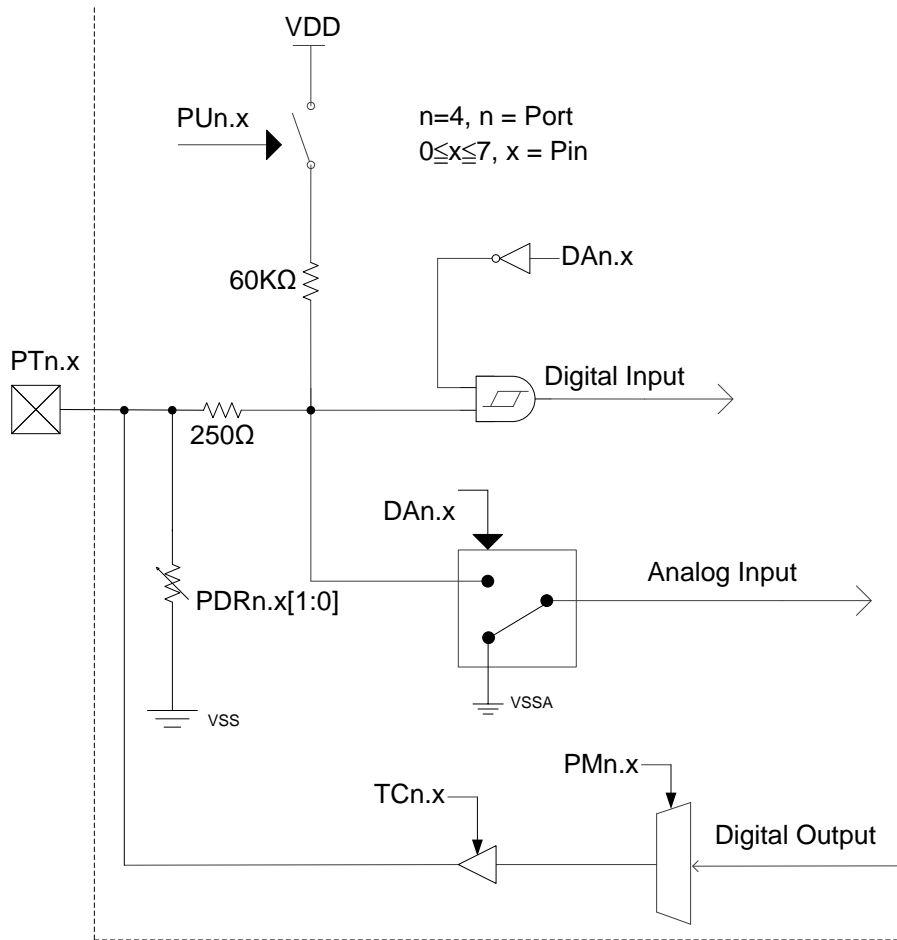 VDD
PUn.x
n=4, n = Port
0≦x≦7, x = Pin
DAn.x
60KΩ
PTn.x
Digital Input
250Ω
DAn.x
Analog Input
PDRn.x[1:0]
VSS
VSSA
PMn.x
TCn.x
Digital Output